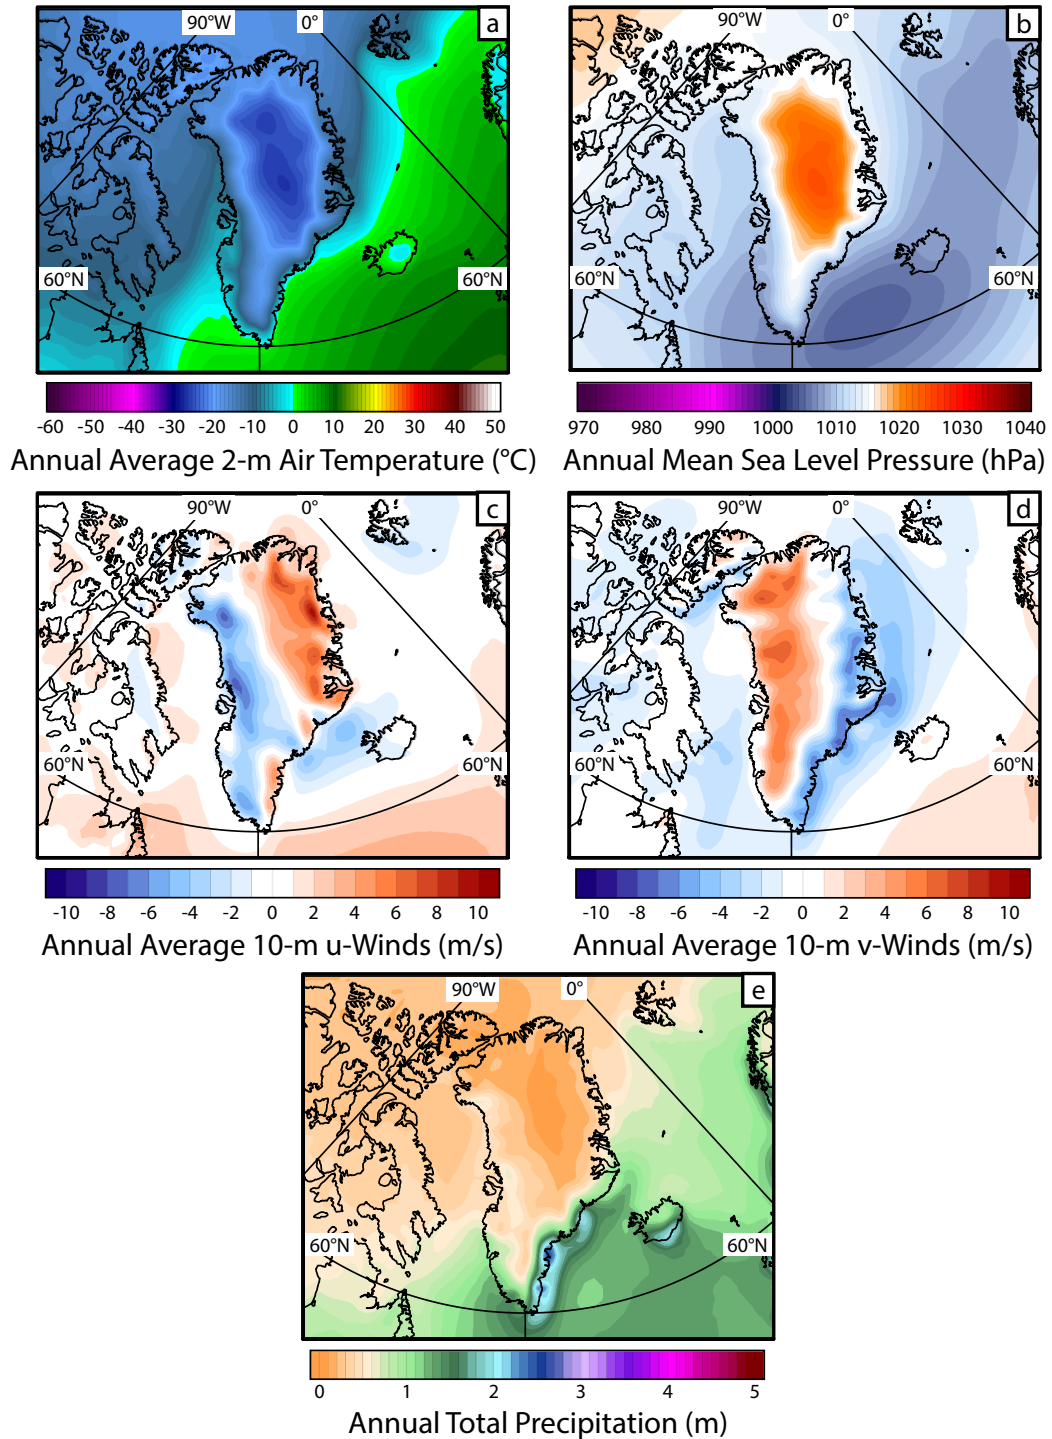 90°W 0° a
60°N 60°N
-60 -50 -40 -30 -20 -10 0 10 20 30 40 50
Annual Average 2-m Air Temperature (°C)
90°W 0° b
60°N 60°N
970 980 990 1000 1010 1020 1030 1040
Annual Mean Sea Level Pressure (hPa)
90°W 0° c
60°N 60°N
-10 -8 -6 -4 -2 0 2 4 6 8 10
Annual Average 10-m u-Winds (m/s)
90°W 0° d
60°N 60°N
-10 -8 -6 -4 -2 0 2 4 6 8 10
Annual Average 10-m v-Winds (m/s)
90°W 0° e
60°N 60°N
0 1 2 3 4 5
Annual Total Precipitation (m)